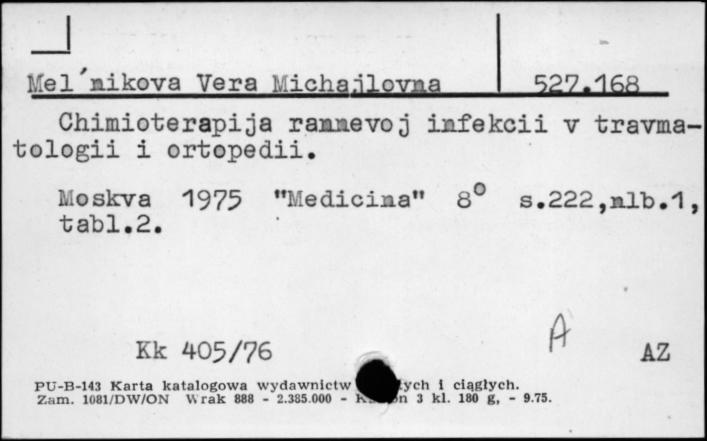 Mel'nikova Vera Michajlovna 527.168
Chimioterapija rannevoj infekcii v travma-
tologii i ortopedii.
Moskva 1975 "Medicina" 8° s.222,nlb.1,
tabl.2.
A
Kk 405/76 AZ
PU-B-143 Karta katalogowa wydawnictw i ciągłych.
Zam. 1081/DW/ON Wrak 888 - 2.385.000 - 3 kl. 180 g, - 9.75.